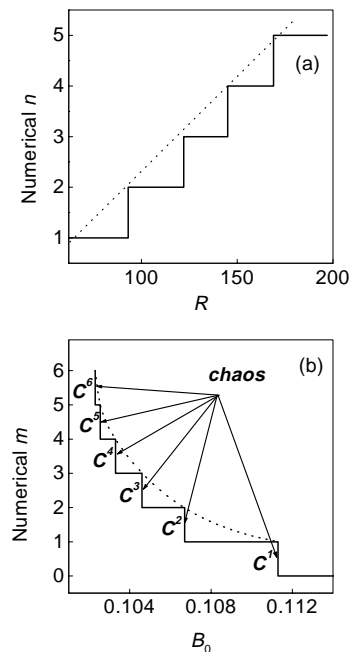 5
(a)
4
3
2
1
Numerical n
100
150
200
R
6
chaos
(b)
C6
5
C5
4
C4
3
C3
2
C2
1
C1
0
Numerical m
0.104
0.108
0.112
B0